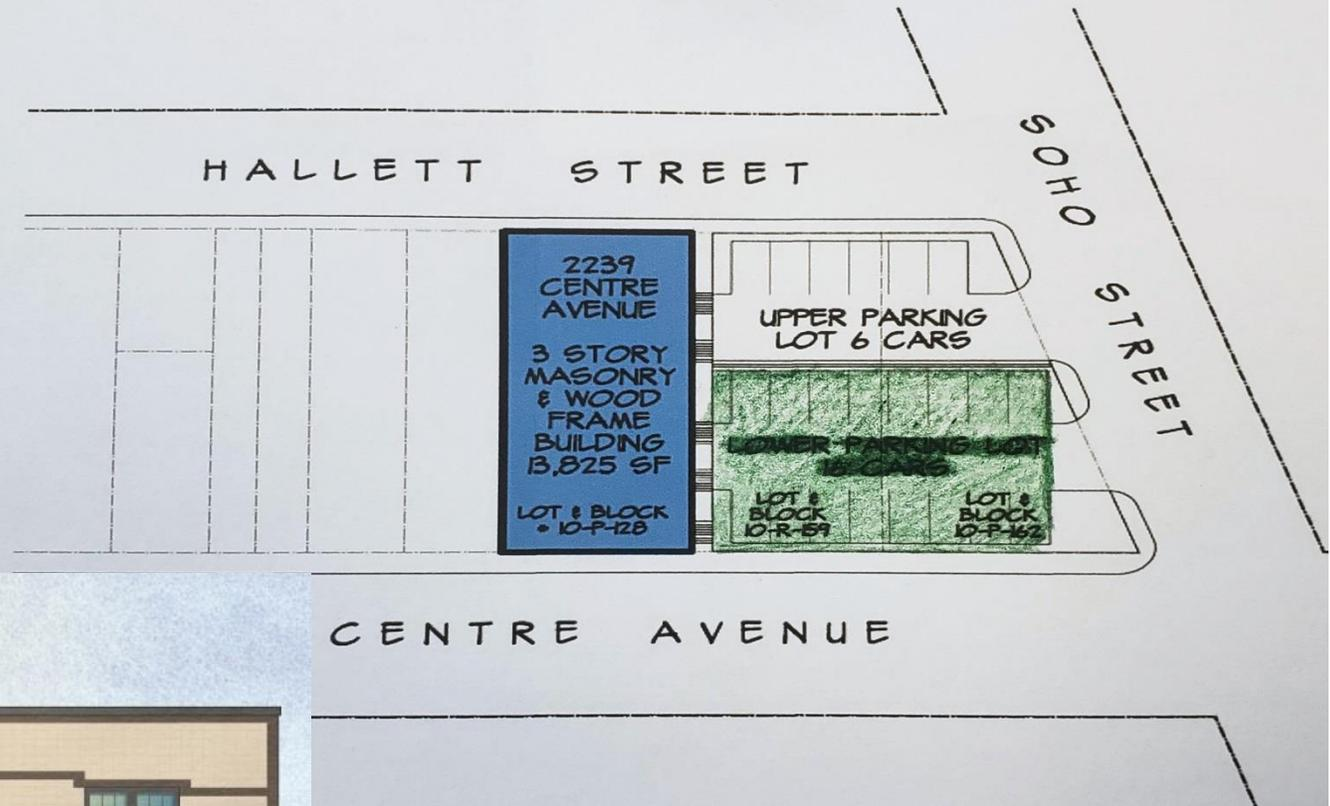 HALLETT STREET
SOHO STREET
2239
CENTRE
AVENUE
3 STORY
MASONRY
& WOOD
FRAME
BUILDING
13,825 SF
LOT & BLOCK
# 10-P-128
UPPER PARKING
LOT 6 CARS
LOWER PARKING LOT
CARS
LOT &
BLOCK
10-R-159
LOT &
BLOCK
10-P-162
CENTRE AVENUE